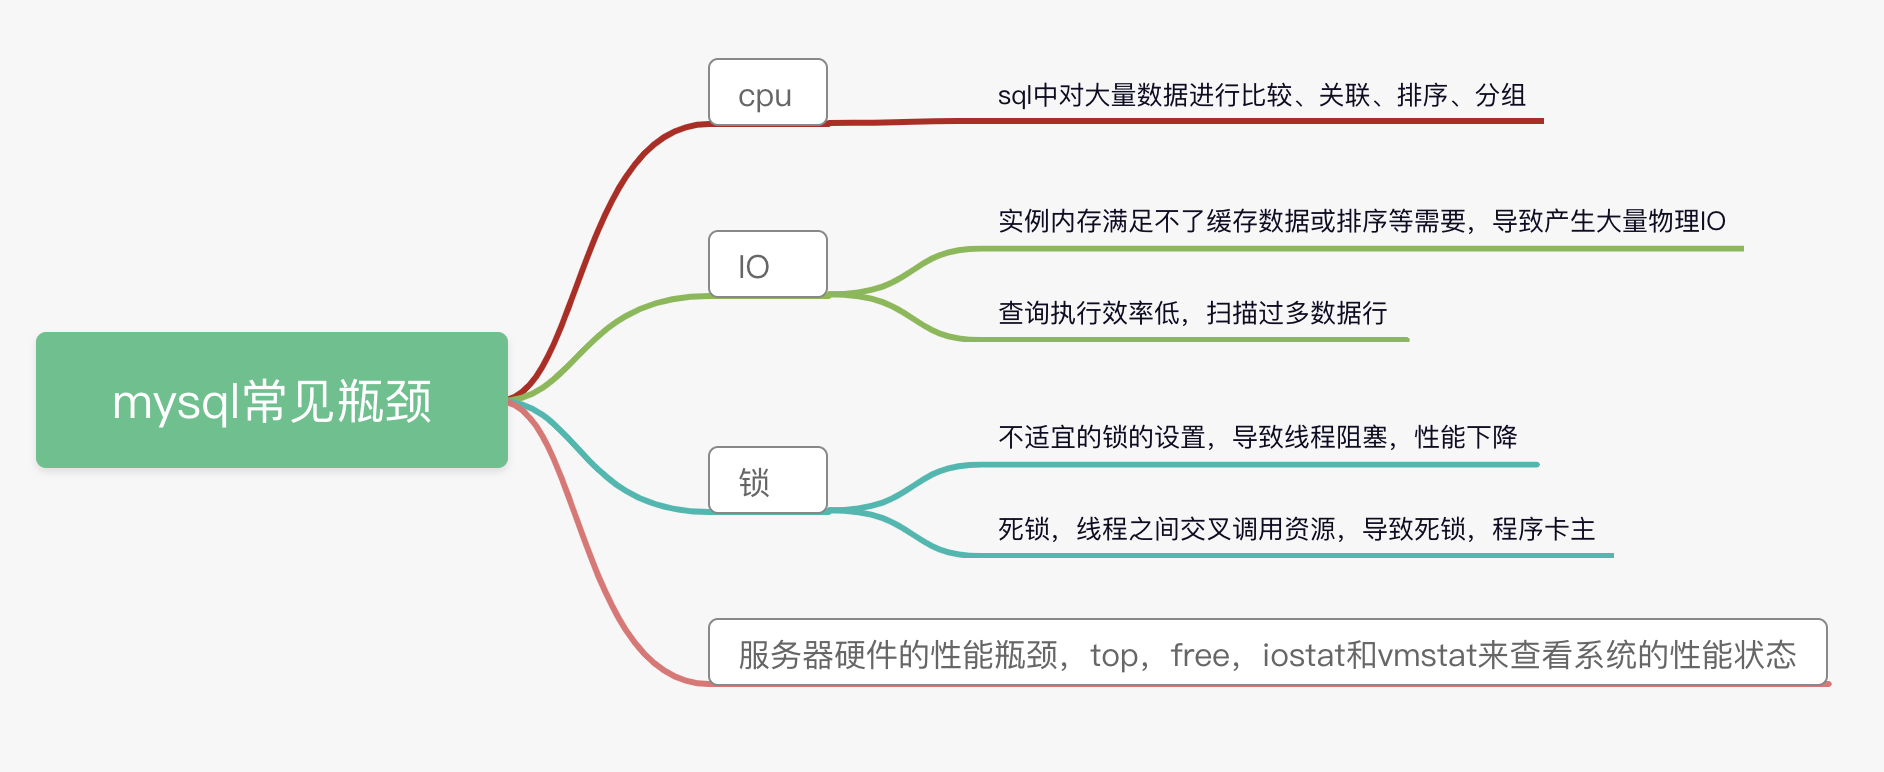 mysql常见瓶颈
cpu
sql中对大量数据进行比较、关联、排序、分组
IO
实例内存满足不了缓存数据或排序等需要，导致产生大量物理IO
查询执行效率低，扫描过多数据行
锁
不适宜的锁的设置，导致线程阻塞，性能下降
死锁，线程之间交叉调用资源，导致死锁，程序卡主
服务器硬件的性能瓶颈，top，free，iostat和vmstat来查看系统的性能状态